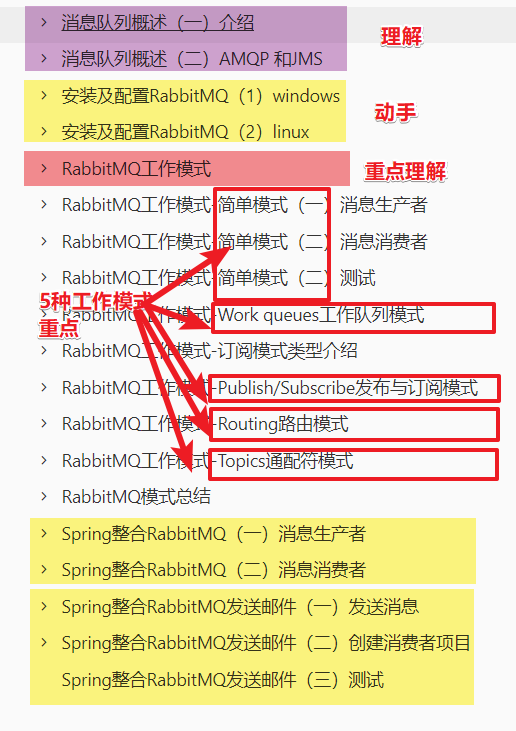 消息队列概述（一）介绍
理解
消息队列概述（二）AMQP 和JMS
安装及配置RabbitMQ（1）windows
动手
安装及配置RabbitMQ（2）linux
RabbitMQ工作模式
重点理解
RabbitMQ工作模式-简单模式（一）消息生产者
RabbitMQ工作模式-简单模式（二）消息消费者
RabbitMQ工作模式-简单模式（二）测试
5种工作模式
重点
RabbitMQ工作模式-Work queues工作队列模式
RabbitMQ工作模式-订阅模式类型介绍
RabbitMQ工作模式-Publish/Subscribe发布与订阅模式
RabbitMQ工作模式-Routing路由模式
RabbitMQ工作模式-Topics通配符模式
RabbitMQ模式总结
Spring整合RabbitMQ（一）消息生产者
Spring整合RabbitMQ（二）消息消费者
Spring整合RabbitMQ发送邮件（一）发送消息
Spring整合RabbitMQ发送邮件（二）创建消费者项目
Spring整合RabbitMQ发送邮件（三）测试